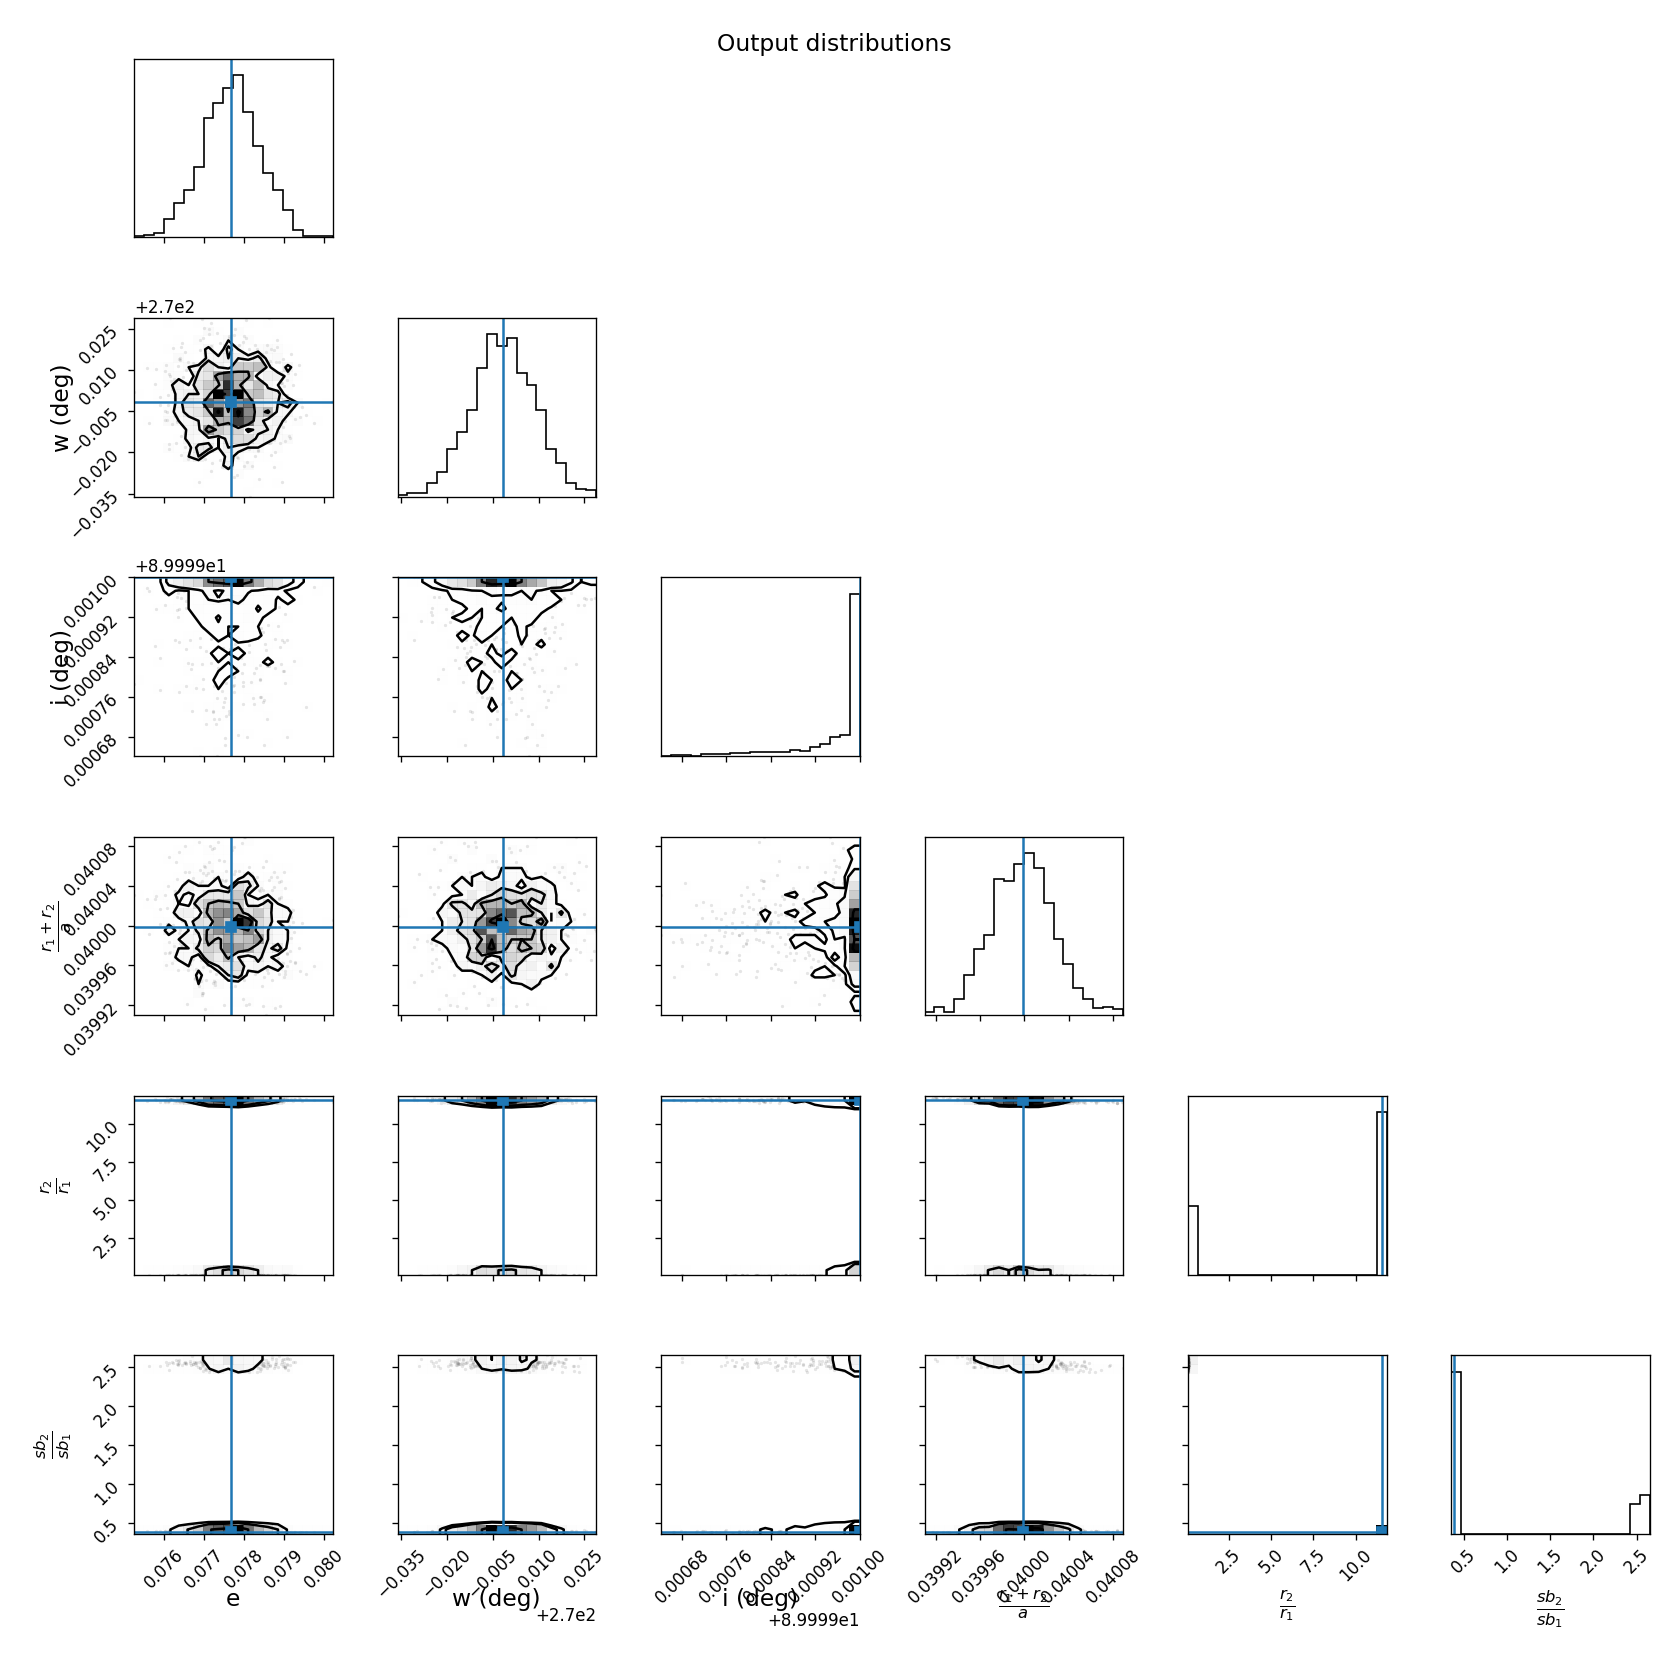 Output distributions
+2.7e2
w (deg)
0.025
0.010
−0.005
−0.020
−0.035
+8.9999e1
i (deg)
0.00100
0.00092
0.00084
0.00076
0.00068
r₁ + r₂
a
0.04008
0.04004
0.04000
0.03996
0.03992
r₂
r₁
10.0
7.5
5.0
2.5
sb₂
sb₁
2.5
2.0
1.5
1.0
0.5
0.076 0.077 0.078 0.079 0.080
e
−0.035 −0.020 −0.005 0.010 0.025
w (deg)
+2.7e2
0.00068 0.00076 0.00084 0.00092 0.00100
i (deg)
+8.9999e1
0.03992 0.03996 0.04000 0.04004 0.04008
r₁ + r₂
a
2.5 5.0 7.5 10.0
r₂
r₁
0.5 1.0 1.5 2.0 2.5
sb₂
sb₁